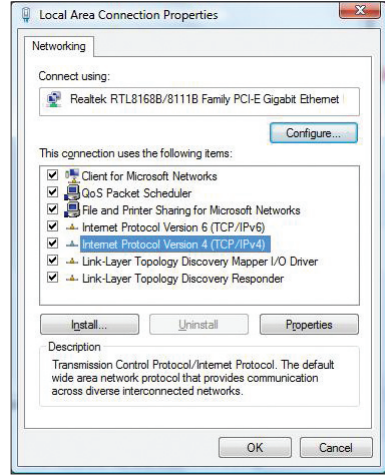 Local Area Connection Properties
Networking
Connect using:
Realtek RTL8168B/8111B Family PCI-E Gigabit Ethernet
Configure...
This connection uses the following items:
Client for Microsoft Networks
QoS Packet Scheduler
File and Printer Sharing for Microsoft Networks
Internet Protocol Version 6 (TCP/IPv6)
Internet Protocol Version 4 (TCP/IPv4)
Link-Layer Topology Discovery Mapper I/O Driver
Link-Layer Topology Discovery Responder
Install... Uninstall Properties
Description
Transmission Control Protocol/Internet Protocol. The default
wide area network protocol that provides communication
across diverse interconnected networks.
OK Cancel